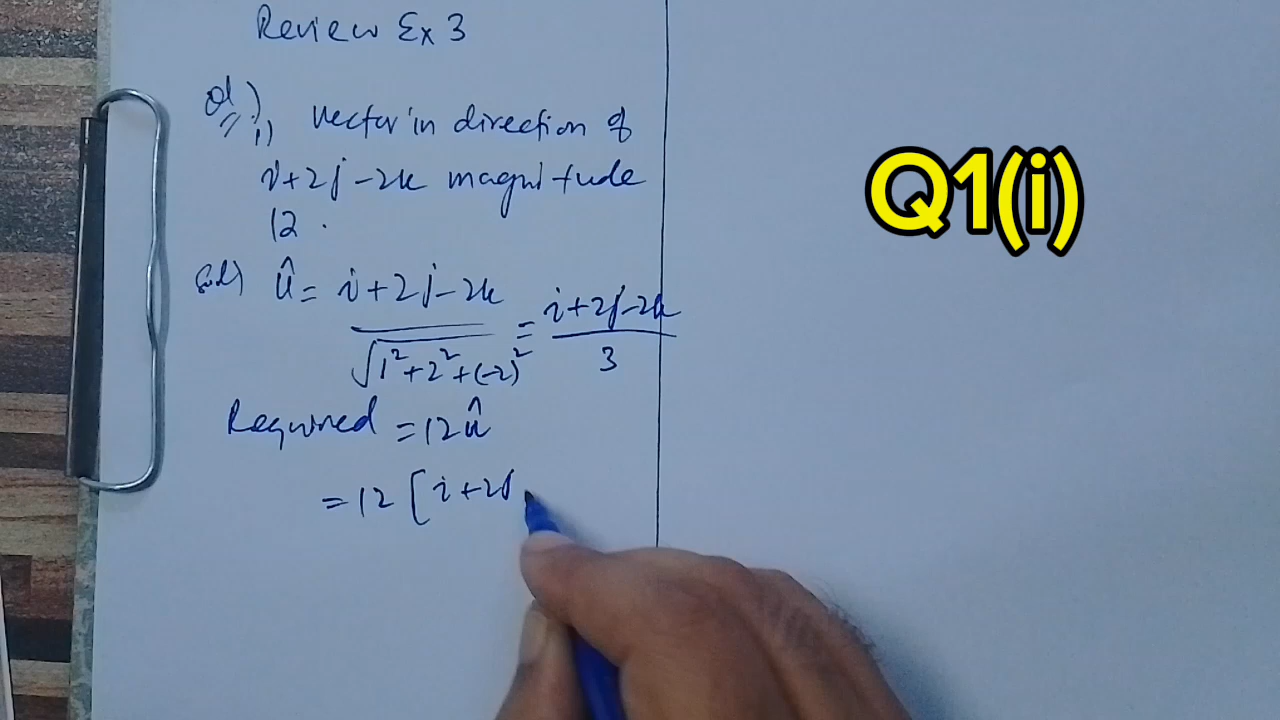 Review Ex 3
Q1) i) vector in direction of
i+2j-2k magnitude
12.
Sol) û = i+2j-2k / √1²+2²+(-2)² = i+2j-2k / 3
Required = 12û
= 12 [ i+2j
Q1(i)